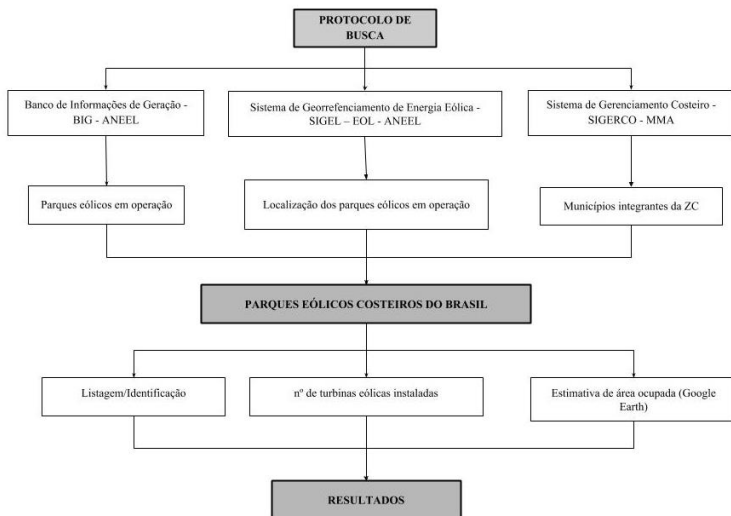 PROTOCOLO DE
BUSCA
Banco de Informações de Geração -
BIG - ANEEL
Sistema de Georrefenciamento de Energia Eólica -
SIGEL – EOL - ANEEL
Sistema de Gerenciamento Costeiro -
SIGERCO - MMA
Parques eólicos em operação
Localização dos parques eólicos em operação
Municípios integrantes da ZC
PARQUES EÓLICOS COSTEIROS DO BRASIL
Listagem/Identificação
nº de turbinas eólicas instaladas
Estimativa de área ocupada (Google
Earth)
RESULTADOS